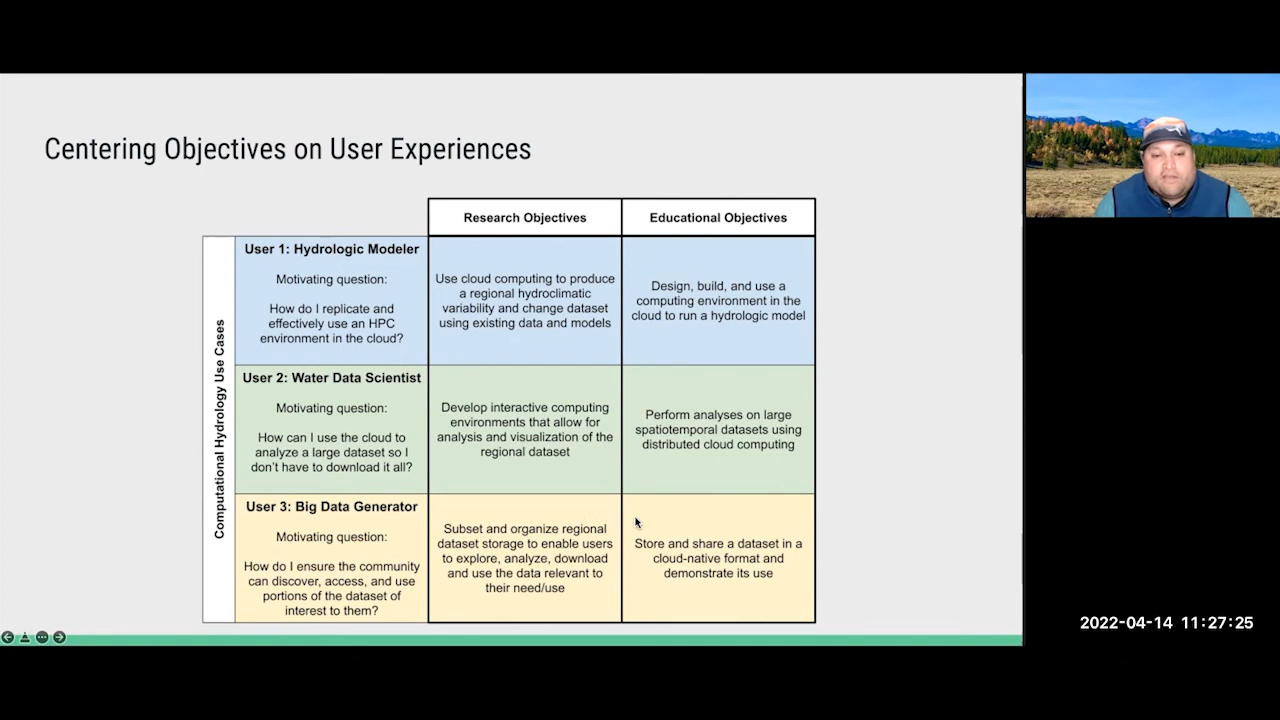 Centering Objectives on User Experiences
Research Objectives
Educational Objectives
Computational Hydrology Use Cases
User 1: Hydrologic Modeler
Motivating question:
How do I replicate and
effectively use an HPC
environment in the cloud?
Use cloud computing to produce
a regional hydroclimatic
variability and change dataset
using existing data and models
Design, build, and use a
computing environment in the
cloud to run a hydrologic model
User 2: Water Data Scientist
Motivating question:
How can I use the cloud to
analyze a large dataset so I
don't have to download it all?
Develop interactive computing
environments that allow for
analysis and visualization of the
regional dataset
Perform analyses on large
spatiotemporal datasets using
distributed cloud computing
User 3: Big Data Generator
Motivating question:
How do I ensure the community
can discover, access, and use
portions of the dataset of
interest to them?
Subset and organize regional
dataset storage to enable users
to explore, analyze, download
and use the data relevant to
their need/use
Store and share a dataset in a
cloud-native format and
demonstrate its use
2022-04-14 11:27:25